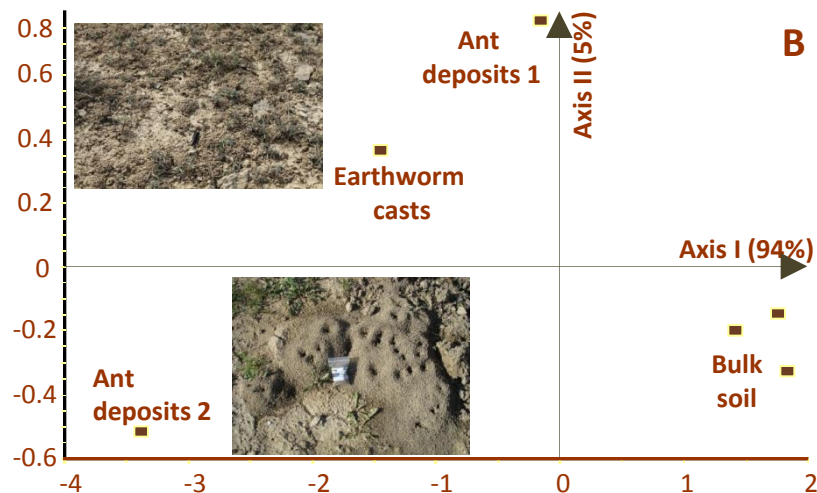 B
0.8
0.6
0.4
0.2
0
-0.2
-0.4
-0.6
Ant
deposits 1
Axis II (5%)
Earthworm
casts
Axis I (94%)
Bulk
soil
Ant
deposits 2
-4
-3
-2
-1
0
1
2